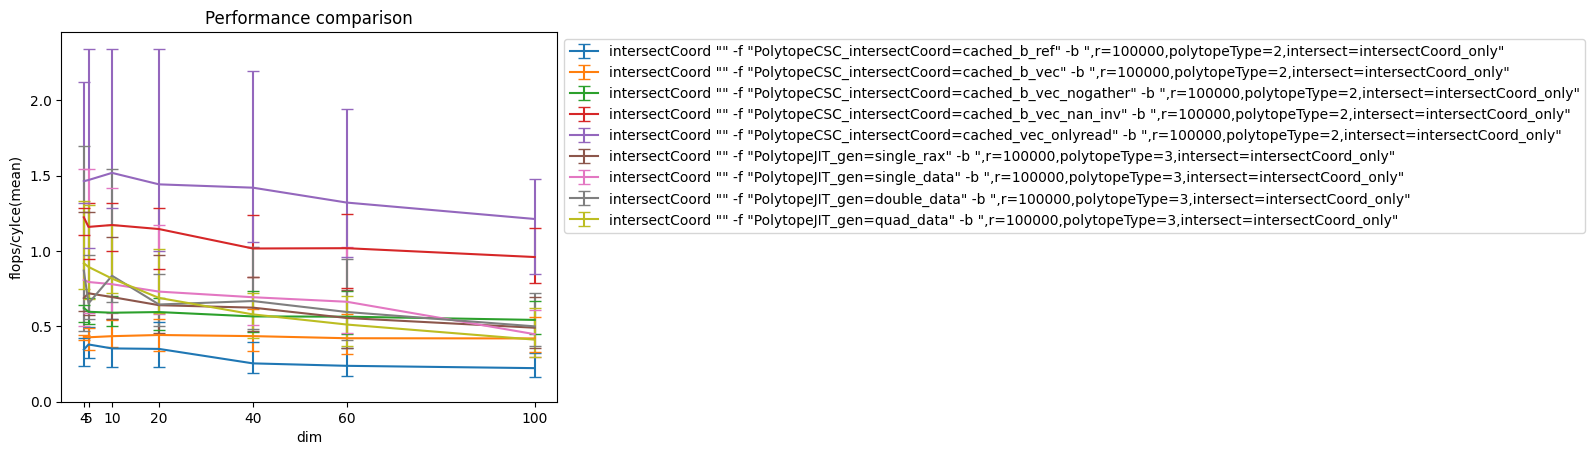 Performance comparison
flops/cylce(mean)
2.0
1.5
1.0
0.5
0.0
4 5 10 20 40 60 100
dim
intersectCoord "" -f "PolytopeCSC_intersectCoord=cached_b_ref" -b ",r=100000,polytopeType=2,intersect=intersectCoord_only"
intersectCoord "" -f "PolytopeCSC_intersectCoord=cached_b_vec" -b ",r=100000,polytopeType=2,intersect=intersectCoord_only"
intersectCoord "" -f "PolytopeCSC_intersectCoord=cached_b_vec_nogather" -b ",r=100000,polytopeType=2,intersect=intersectCoord_only"
intersectCoord "" -f "PolytopeCSC_intersectCoord=cached_b_vec_nan_inv" -b ",r=100000,polytopeType=2,intersect=intersectCoord_only"
intersectCoord "" -f "PolytopeCSC_intersectCoord=cached_vec_onlyread" -b ",r=100000,polytopeType=2,intersect=intersectCoord_only"
intersectCoord "" -f "PolytopeJIT_gen=single_rax" -b ",r=100000,polytopeType=3,intersect=intersectCoord_only"
intersectCoord "" -f "PolytopeJIT_gen=single_data" -b ",r=100000,polytopeType=3,intersect=intersectCoord_only"
intersectCoord "" -f "PolytopeJIT_gen=double_data" -b ",r=100000,polytopeType=3,intersect=intersectCoord_only"
intersectCoord "" -f "PolytopeJIT_gen=quad_data" -b ",r=100000,polytopeType=3,intersect=intersectCoord_only"